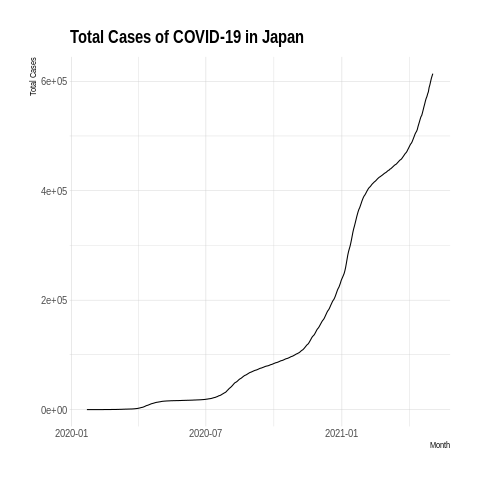 Total Cases of COVID-19 in Japan
Total Cases
6e+05
4e+05
2e+05
0e+00
2020-01 2020-07 2021-01
Month